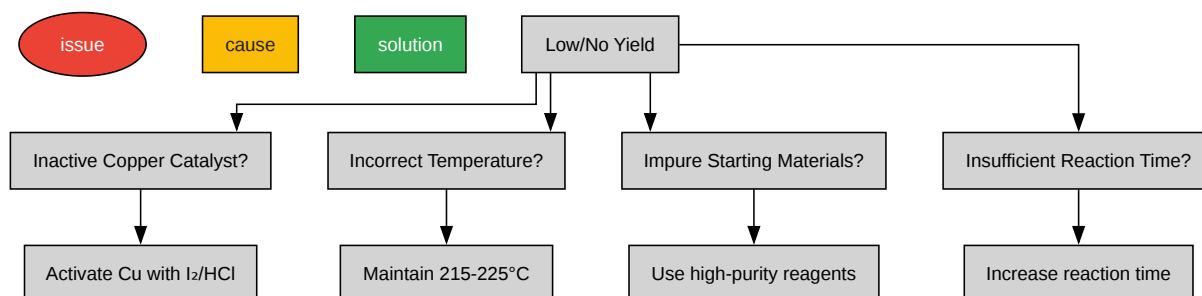 issue
cause
solution
Low/No Yield
Inactive Copper Catalyst?
Incorrect Temperature?
Impure Starting Materials?
Insufficient Reaction Time?
Activate Cu with I₂/HCl
Maintain 215-225°C
Use high-purity reagents
Increase reaction time